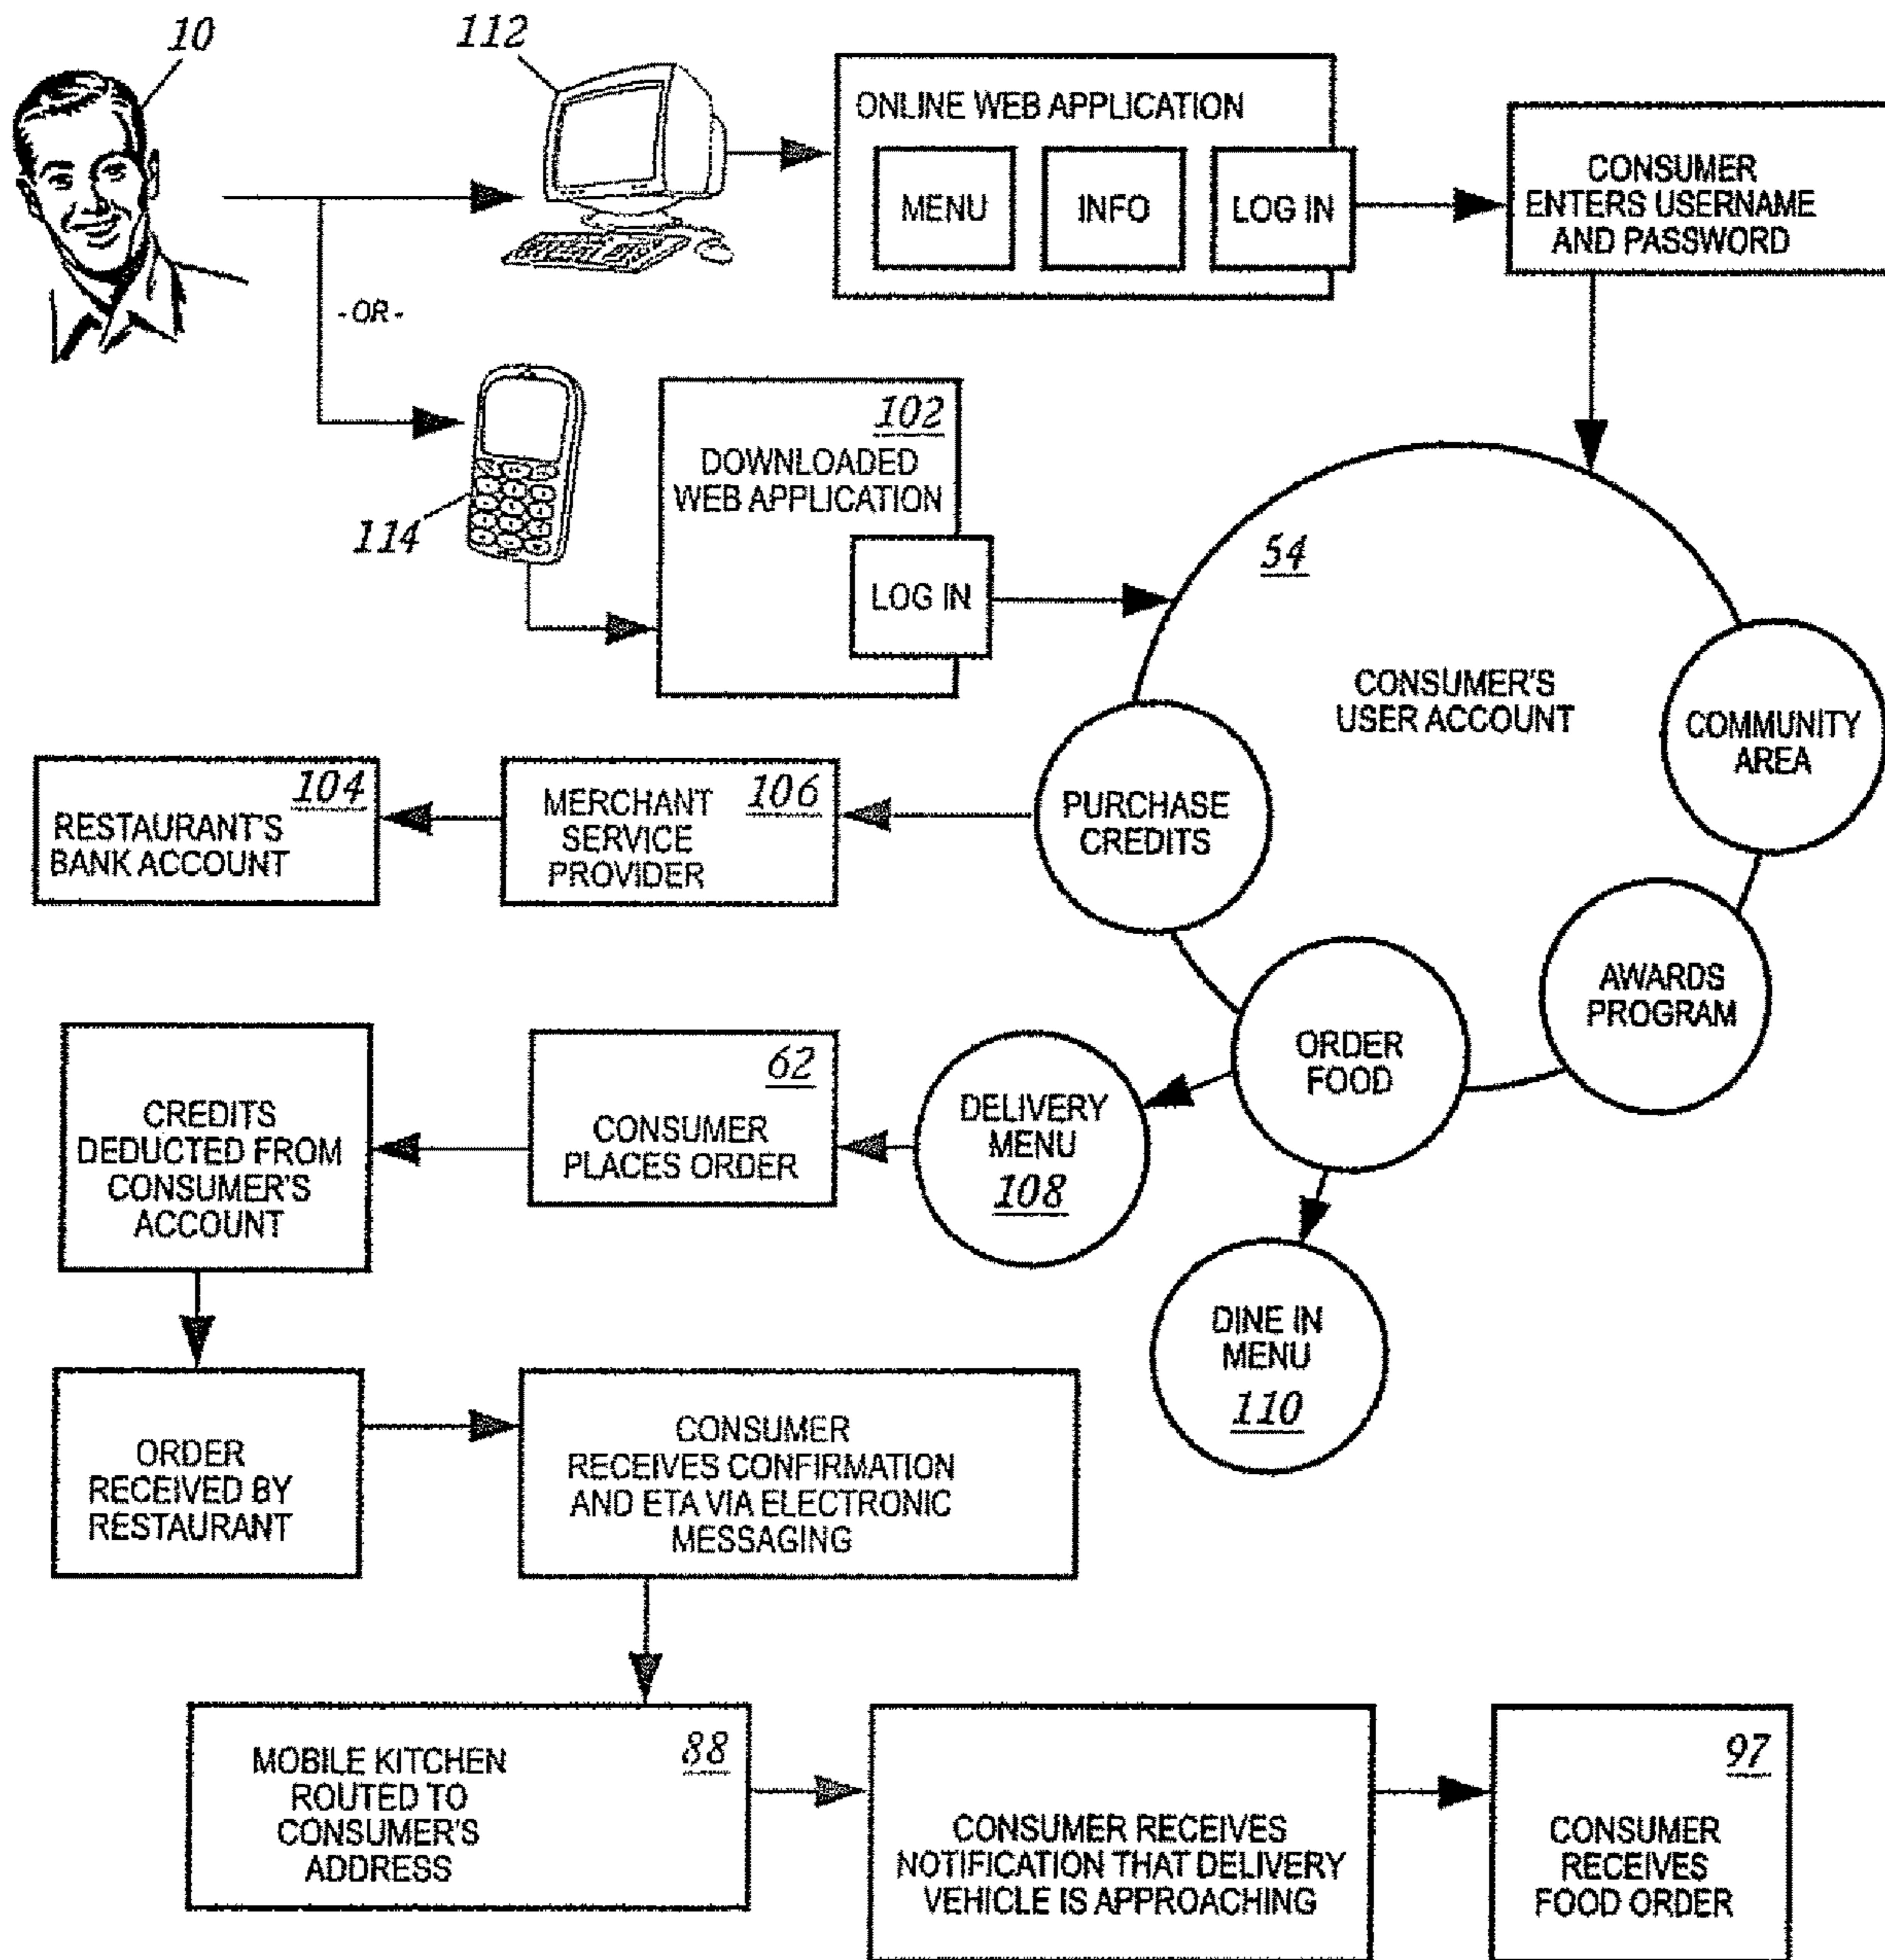 10
112
ONLINE WEB APPLICATION
MENU
INFO
LOG IN
CONSUMER
ENTERS USERNAME
AND PASSWORD
- OR -
114
102
DOWNLOADED
WEB APPLICATION
LOG IN
54
CONSUMER'S
USER ACCOUNT
COMMUNITY
AREA
PURCHASE
CREDITS
106
MERCHANT
SERVICE
PROVIDER
104
RESTAURANT'S
BANK ACCOUNT
AWARDS
PROGRAM
ORDER
FOOD
DELIVERY
MENU
108
DINE IN
MENU
110
62
CONSUMER
PLACES ORDER
CREDITS
DEDUCTED FROM
CONSUMER'S
ACCOUNT
ORDER
RECEIVED BY
RESTAURANT
CONSUMER
RECEIVES CONFIRMATION
AND ETA VIA ELECTRONIC
MESSAGING
88
MOBILE KITCHEN
ROUTED TO
CONSUMER'S
ADDRESS
CONSUMER RECEIVES
NOTIFICATION THAT DELIVERY
VEHICLE IS APPROACHING
97
CONSUMER
RECEIVES
FOOD ORDER